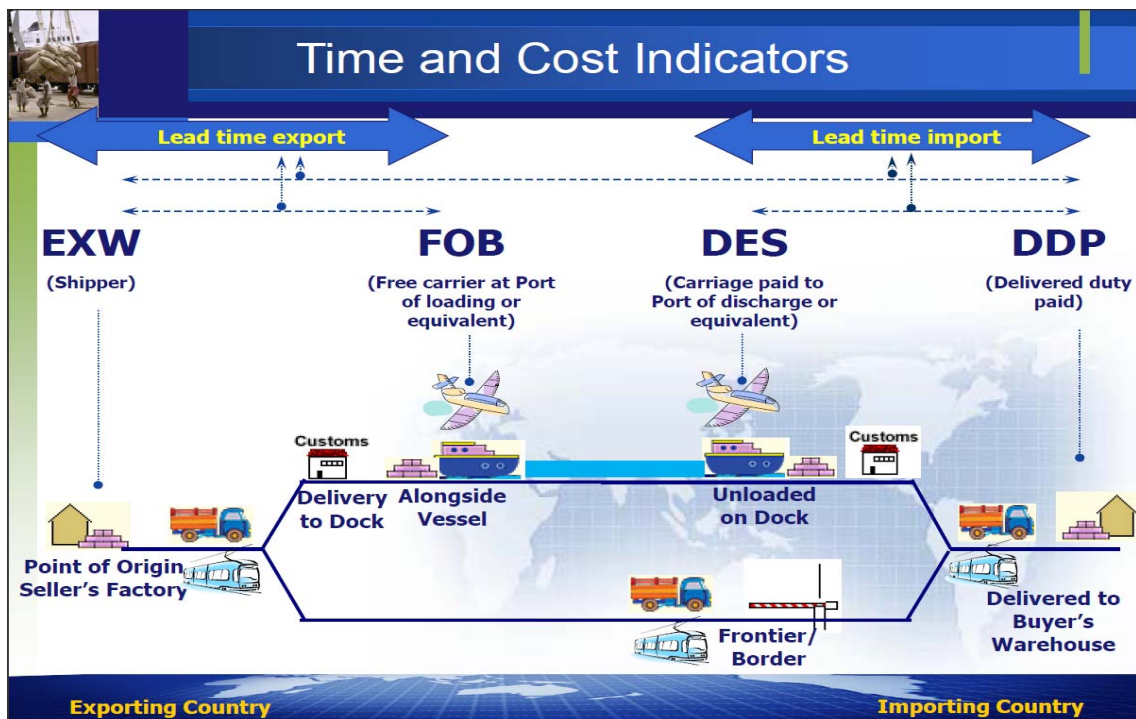 Time and Cost Indicators
Lead time export
Lead time import
EXW
(Shipper)
FOB
(Free carrier at Port
of loading or
equivalent)
DES
(Carriage paid to
Port of discharge or
equivalent)
DDP
(Delivered duty
paid)
Customs
Delivery
to Dock
Alongside
Vessel
Unloaded
on Dock
Customs
Point of Origin
Seller's Factory
Frontier/
Border
Delivered to
Buyer's
Warehouse
Exporting Country
Importing Country